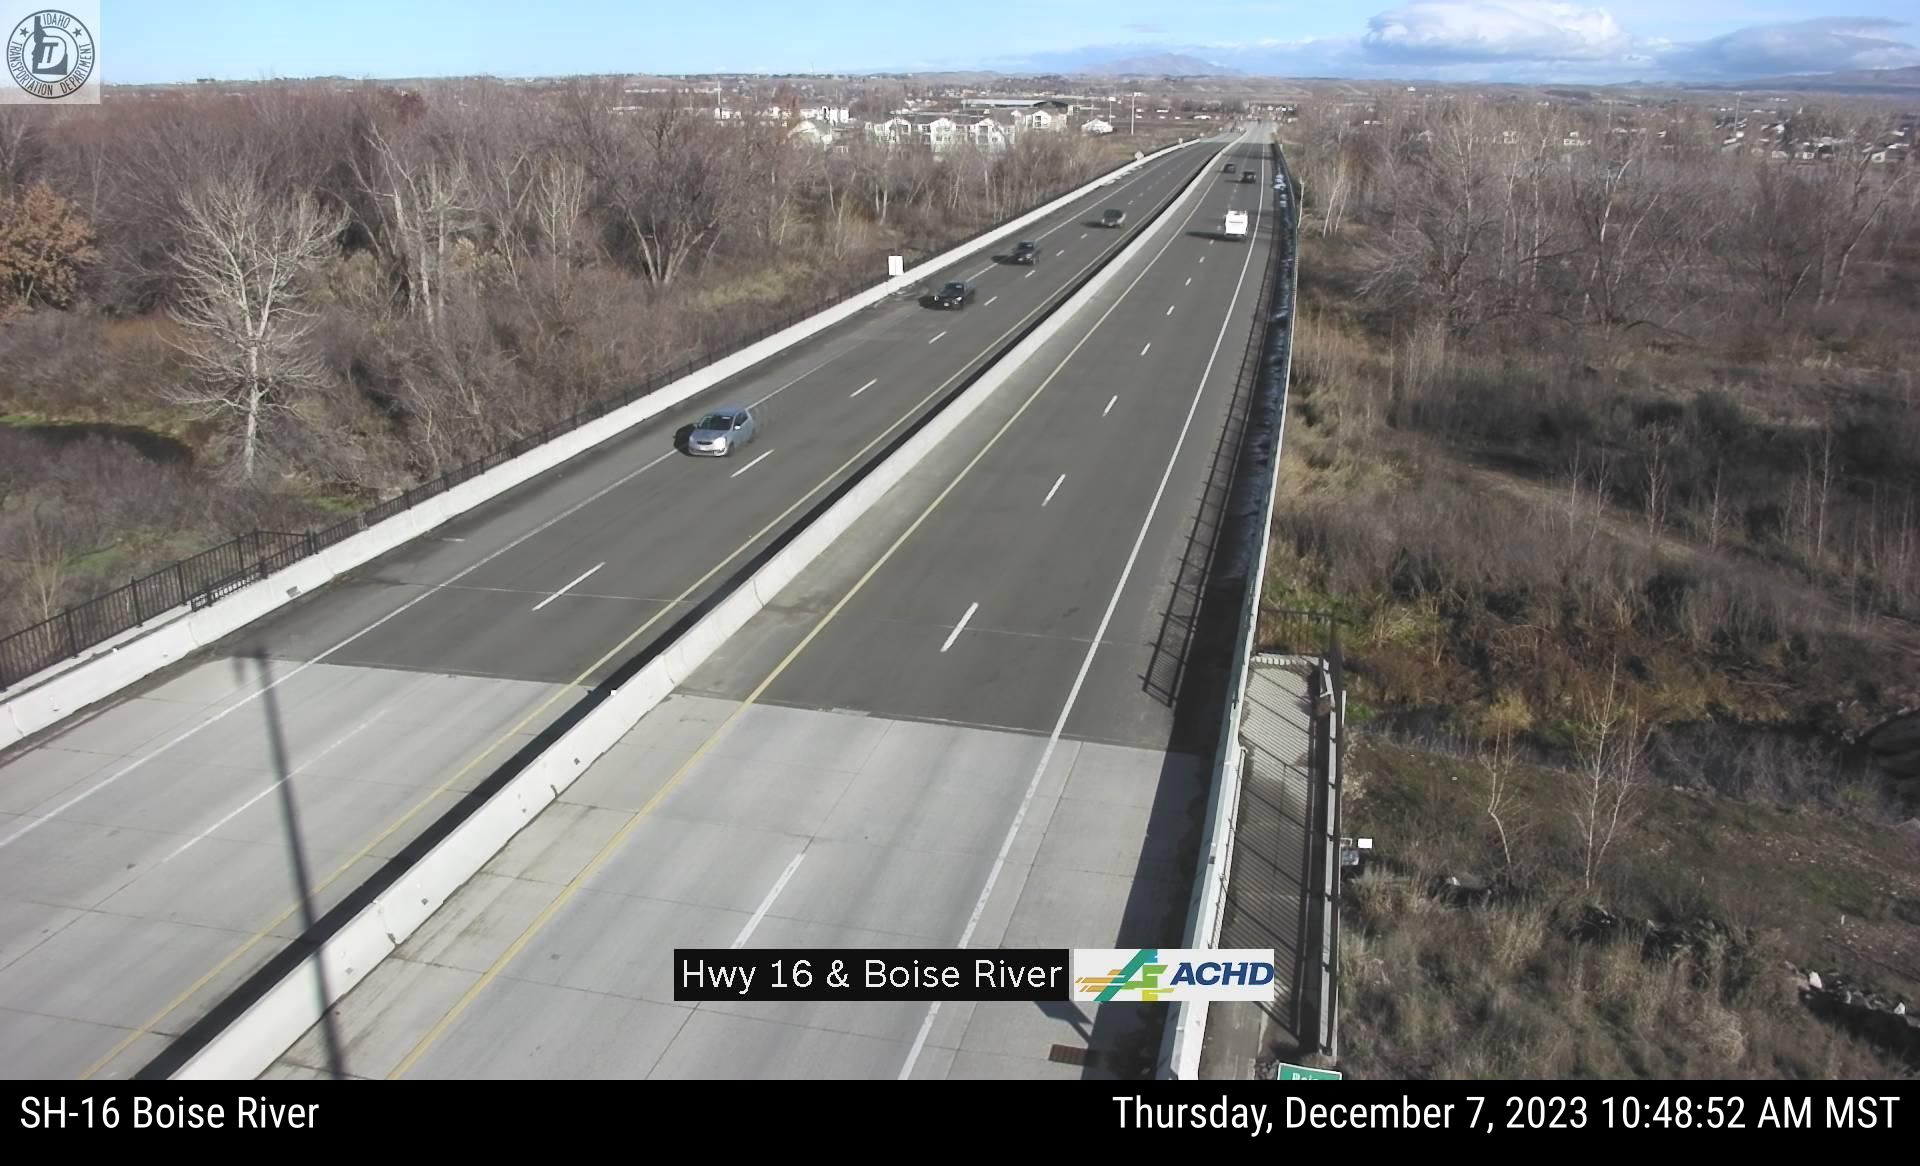 IDAHO
TRANSPORTATION DEPARTMENT
Hwy 16 & Boise River
ACHD
SH-16 Boise River
Thursday, December 7, 2023 10:48:52 AM MST